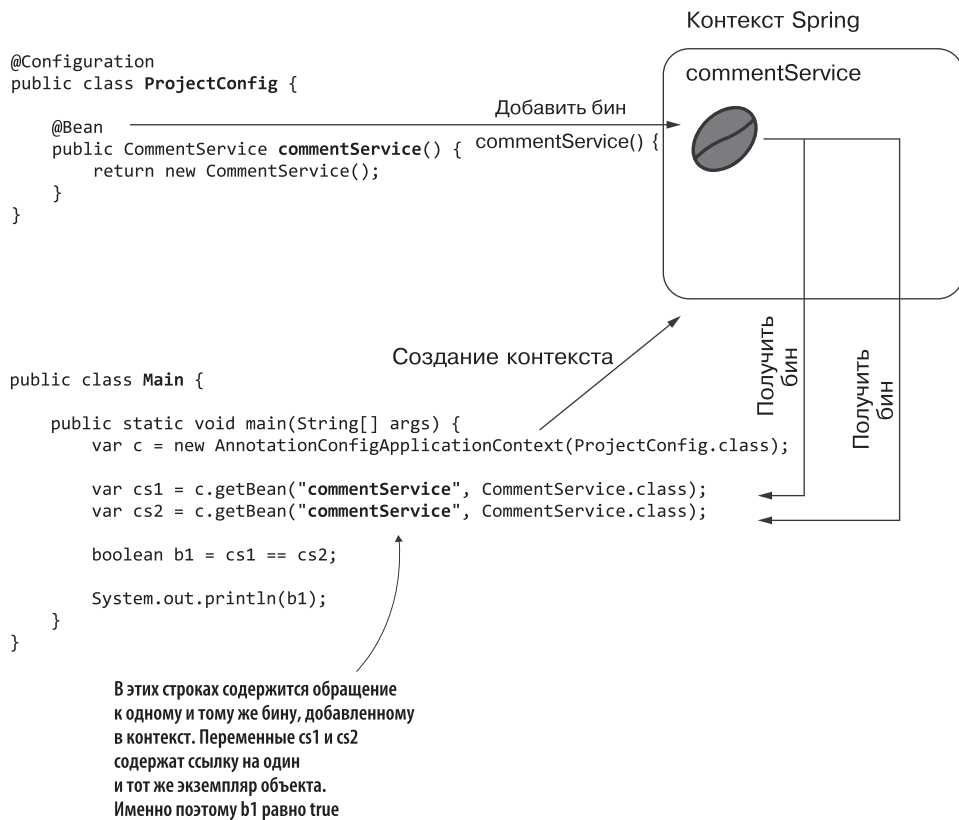 Контекст Spring
@Configuration
public class ProjectConfig {
@Bean
public CommentService commentService() {
return new CommentService();
}
}
Добавить бин
commentService() {
commentService
Создание контекста
Получить
бин
Получить
бин
public class Main {
public static void main(String[] args) {
var c = new AnnotationConfigApplicationContext(ProjectConfig.class);
var cs1 = c.getBean("commentService", CommentService.class);
var cs2 = c.getBean("commentService", CommentService.class);
boolean b1 = cs1 == cs2;
System.out.println(b1);
}
}
В этих строках содержится обращение
к одному и тому же бину, добавленному
в контекст. Переменные cs1 и cs2
содержат ссылку на один
и тот же экземпляр объекта.
Именно поэтому b1 равно true